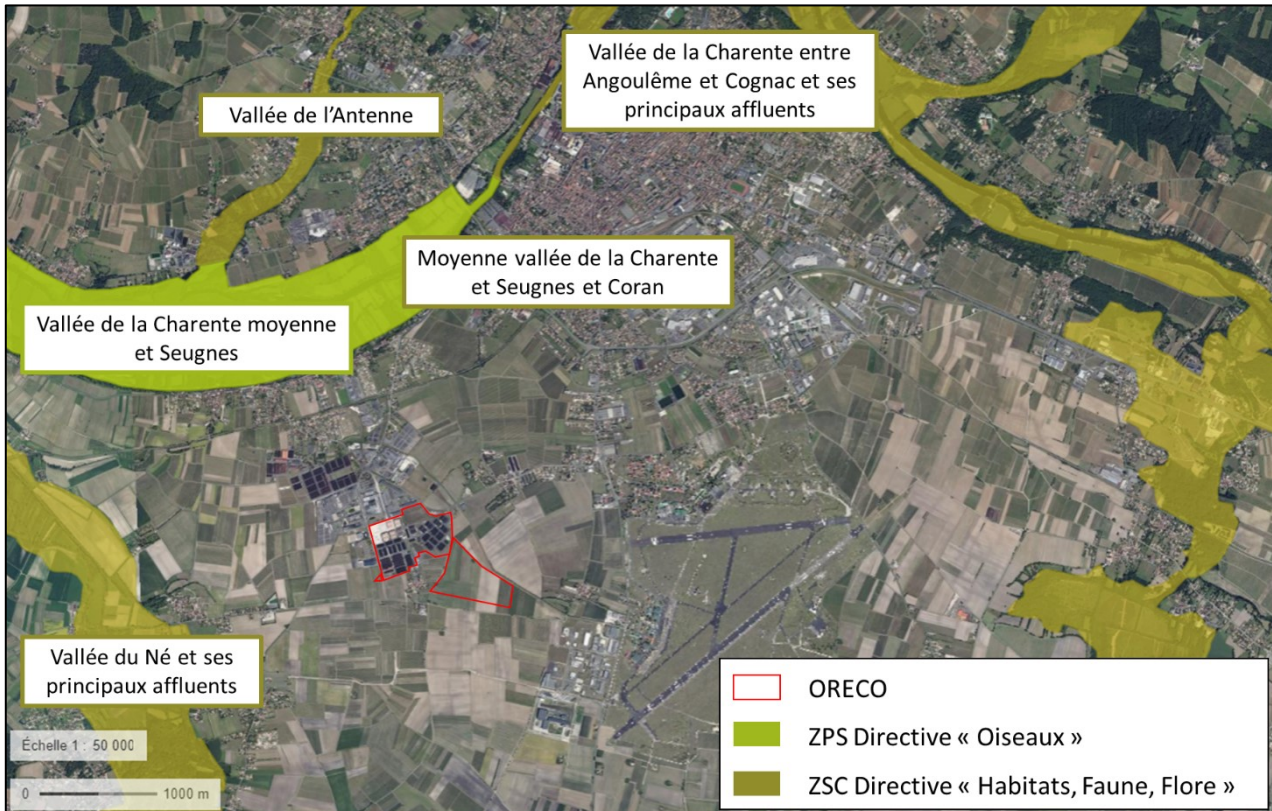 Vallée de la Charente entre
Angoulême et Cognac et ses
principaux affluents
Vallée de l’Antenne
Moyenne vallée de la Charente
et Seugnes et Coran
Vallée de la Charente moyenne
et Seugnes
Vallée du Né et ses
principaux affluents
Échelle 1 : 50 000
0 1000 m
ORECO
ZPS Directive « Oiseaux »
ZSC Directive « Habitats, Faune, Flore »